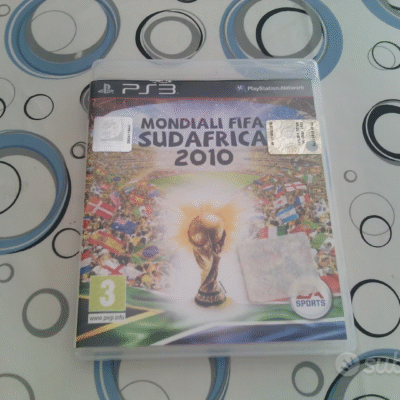 PS3
PlayStation Network
MONDIALI FIFA
SUDAFRICA
2010
3
www.pegi.info
EA
SPORTS